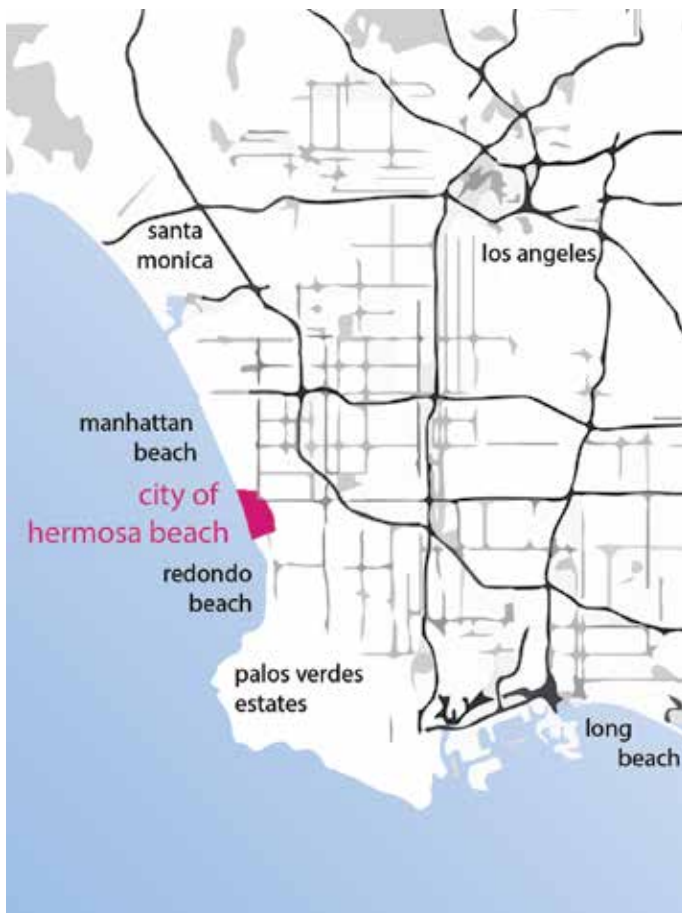 santa
monica
los angeles
manhattan
beach
city of
hermosa beach
redondo
beach
palos verdes
estates
long
beach